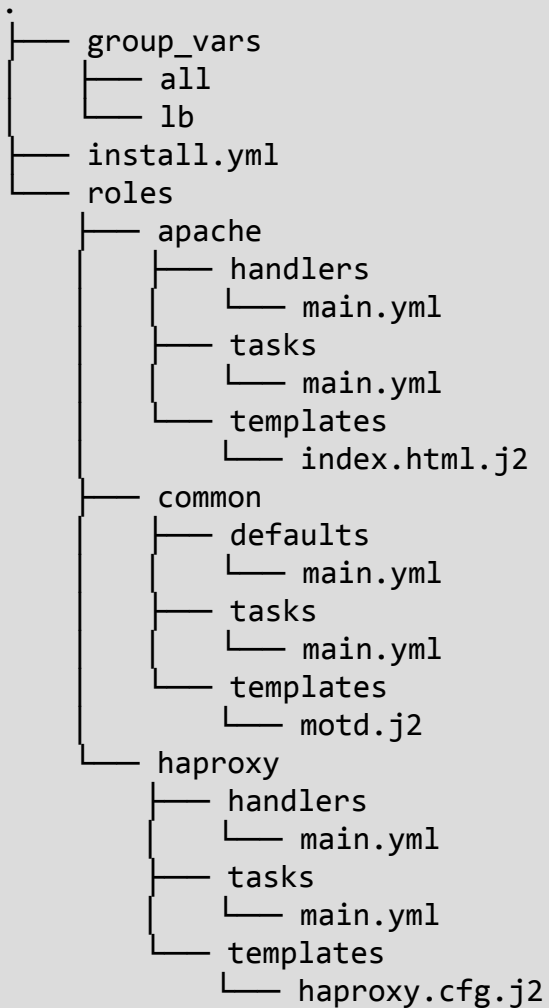 .
├── group_vars
│   ├── all
│   └── lb
├── install.yml
└── roles
    ├── apache
    │   ├── handlers
    │   │   └── main.yml
    │   ├── tasks
    │   │   └── main.yml
    │   └── templates
    │       └── index.html.j2
    ├── common
    │   ├── defaults
    │   │   └── main.yml
    │   ├── tasks
    │   │   └── main.yml
    │   └── templates
    │       └── motd.j2
    └── haproxy
        ├── handlers
        │   └── main.yml
        ├── tasks
        │   └── main.yml
        └── templates
            └── haproxy.cfg.j2